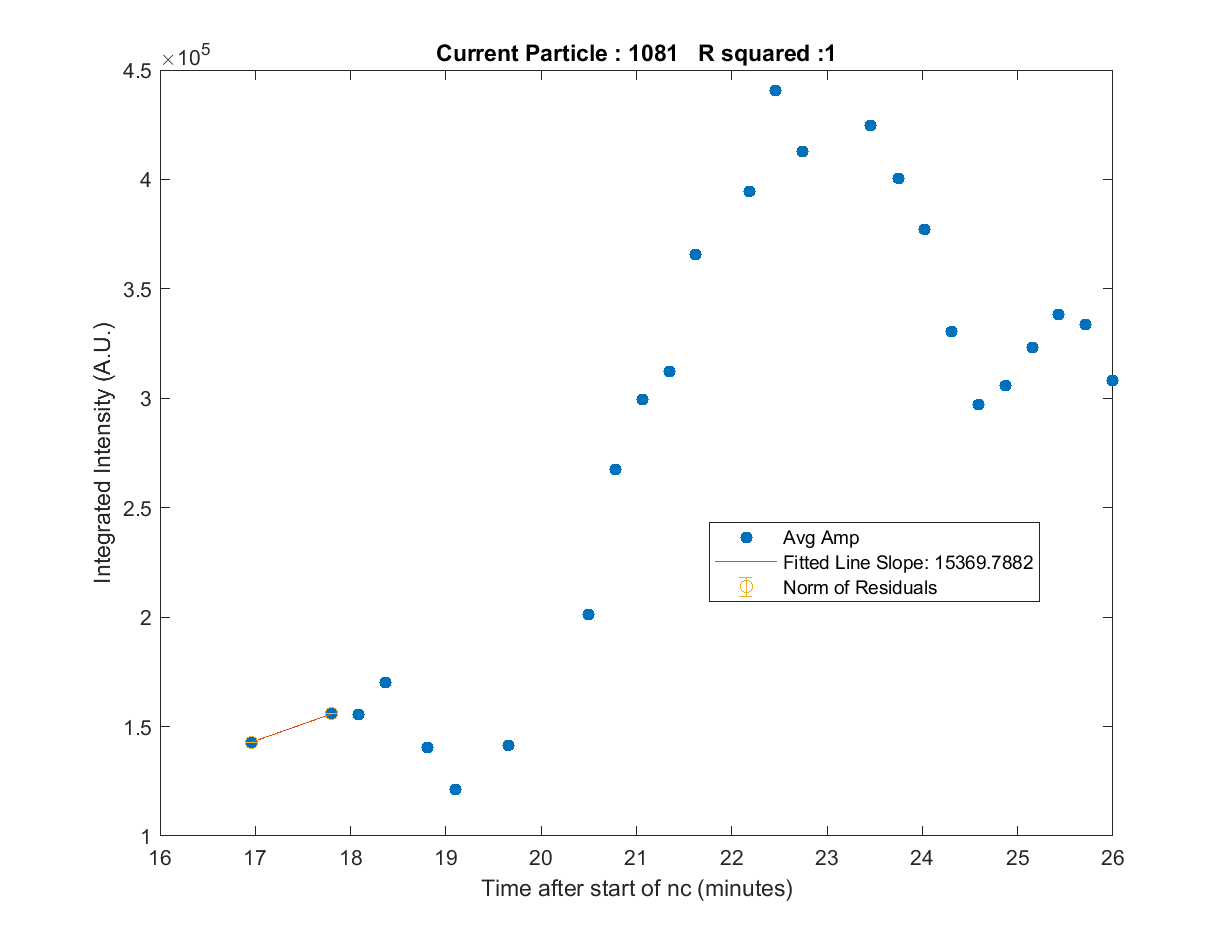 Current Particle : 1081   R squared :1
×10^5
4.5
4
3.5
3
2.5
2
1.5
1
Integrated Intensity (A.U.)
Avg Amp
Fitted Line Slope: 15369.7882
Norm of Residuals
16 17 18 19 20 21 22 23 24 25 26
Time after start of nc (minutes)